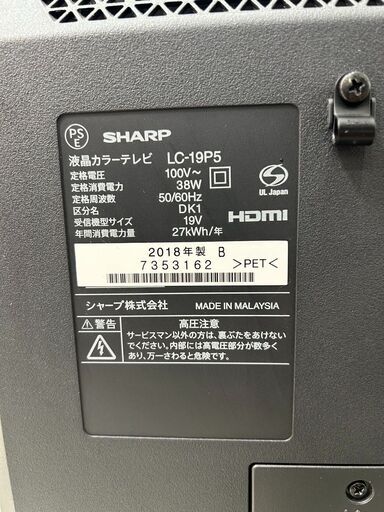 PS
E
SHARP
液晶カラーテレビ LC-19P5
定格電圧 100V～
定格消費電力 38W
定格周波数 50/60Hz
区分名 DK1
受信機型サイズ 19V
年間消費電力量 27kWh/年
UL Japan
HDMI
2018年製 B
7353162
>PET<
シャープ株式会社 MADE IN MALAYSIA
警告 高圧注意
サービスマン以外の方は、裏ぶたをあけない
でください。内部には高電圧部分が数多く
あり、万一さわると危険です。